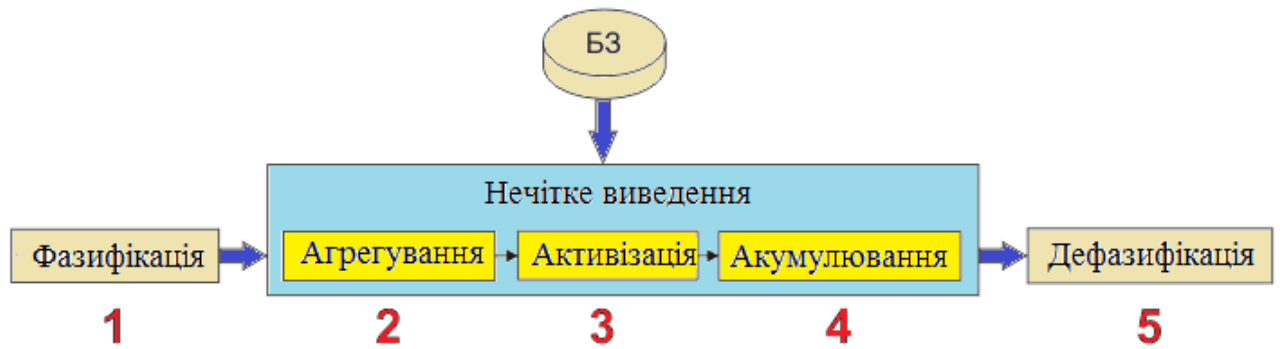 БЗ
Нечітке виведення
Фазифікація
Агрегування
Активізація
Акумулювання
Дефазифікація
1
2
3
4
5